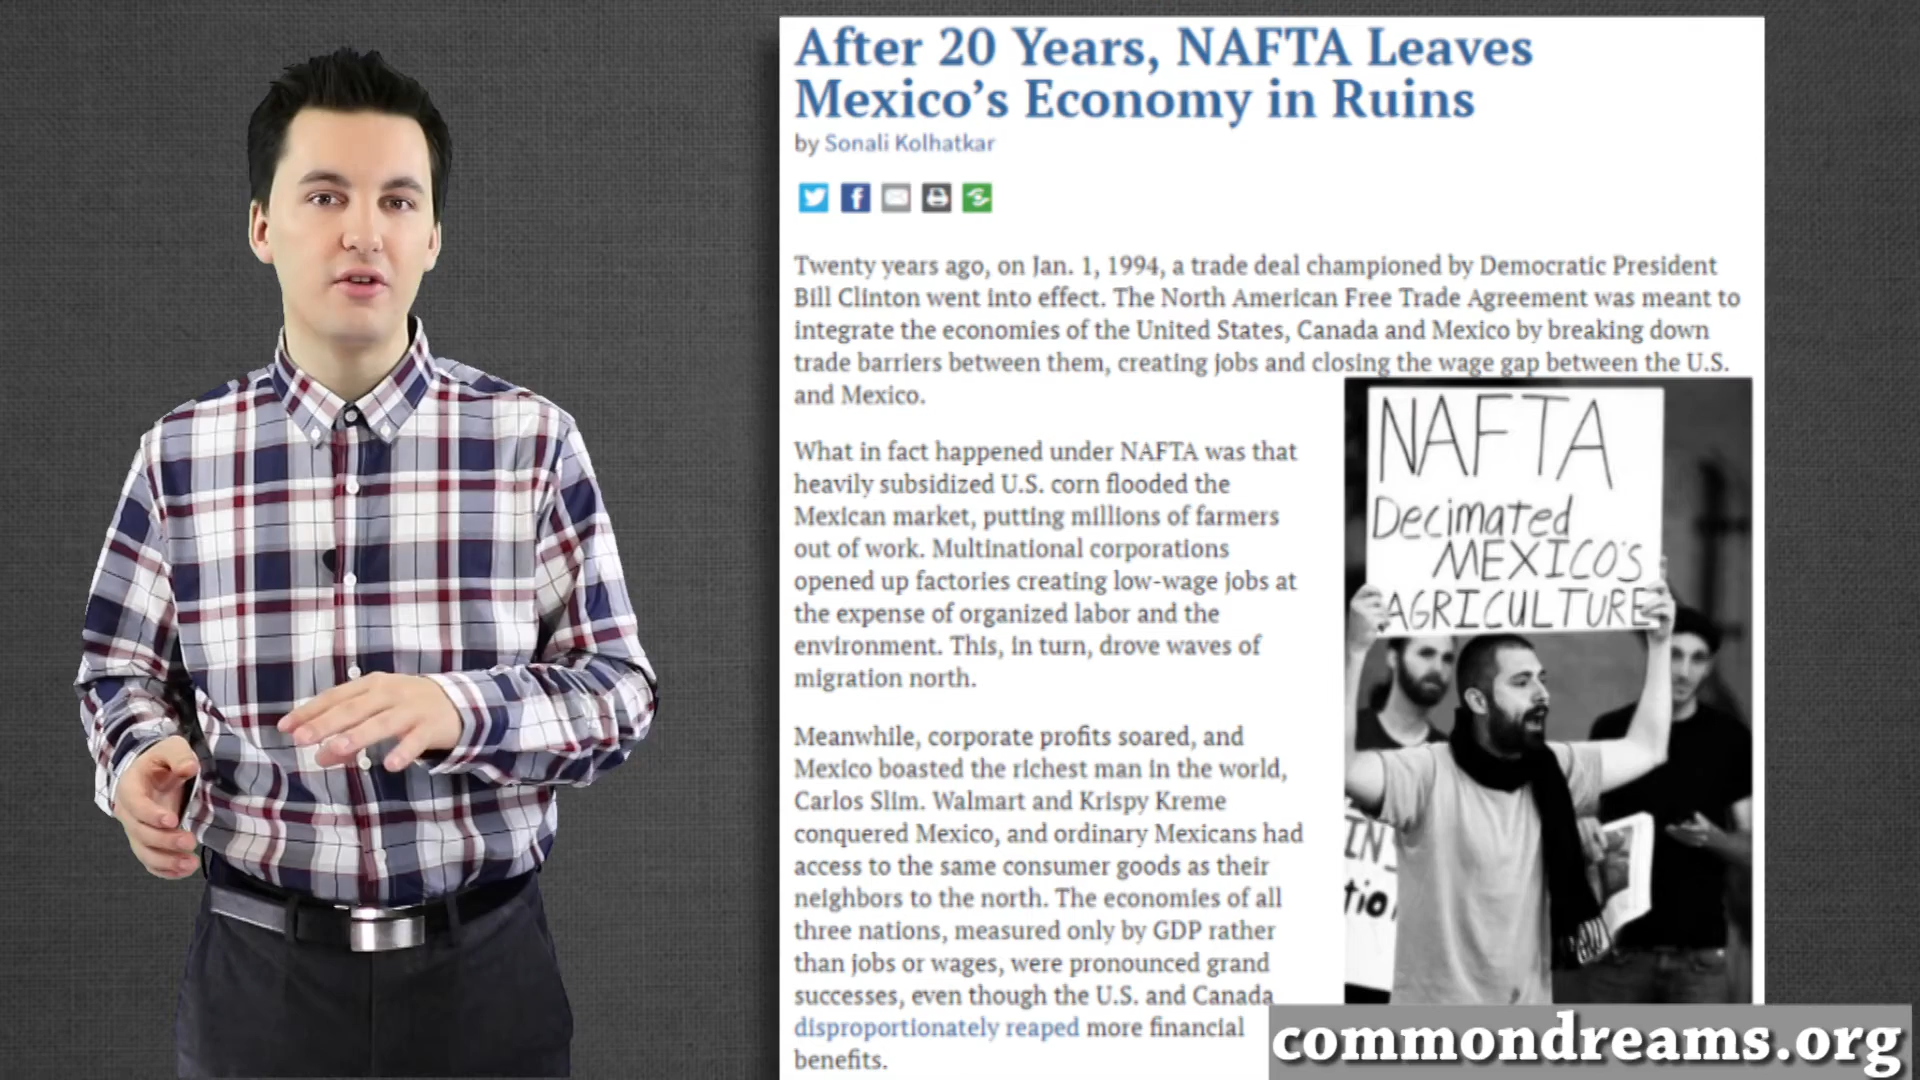 After 20 Years, NAFTA Leaves
Mexico's Economy in Ruins
by Sonali Kolhatkar
Twenty years ago, on Jan. 1, 1994, a trade deal championed by Democratic President
Bill Clinton went into effect. The North American Free Trade Agreement was meant to
integrate the economies of the United States, Canada and Mexico by breaking down
trade barriers between them, creating jobs and closing the wage gap between the U.S.
and Mexico.
What in fact happened under NAFTA was that
heavily subsidized U.S. corn flooded the
Mexican market, putting millions of farmers
out of work. Multinational corporations
opened up factories creating low-wage jobs at
the expense of organized labor and the
environment. This, in turn, drove waves of
migration north.
Meanwhile, corporate profits soared, and
Mexico boasted the richest man in the world,
Carlos Slim. Walmart and Krispy Kreme
conquered Mexico, and ordinary Mexicans had
access to the same consumer goods as their
neighbors to the north. The economies of all
three nations, measured only by GDP rather
than jobs or wages, were pronounced grand
successes, even though the U.S. and Canada
disproportionately reaped more financial
benefits.
NAFTA
Decimated
MEXICO'S
AGRICULTURE
commondreams.org